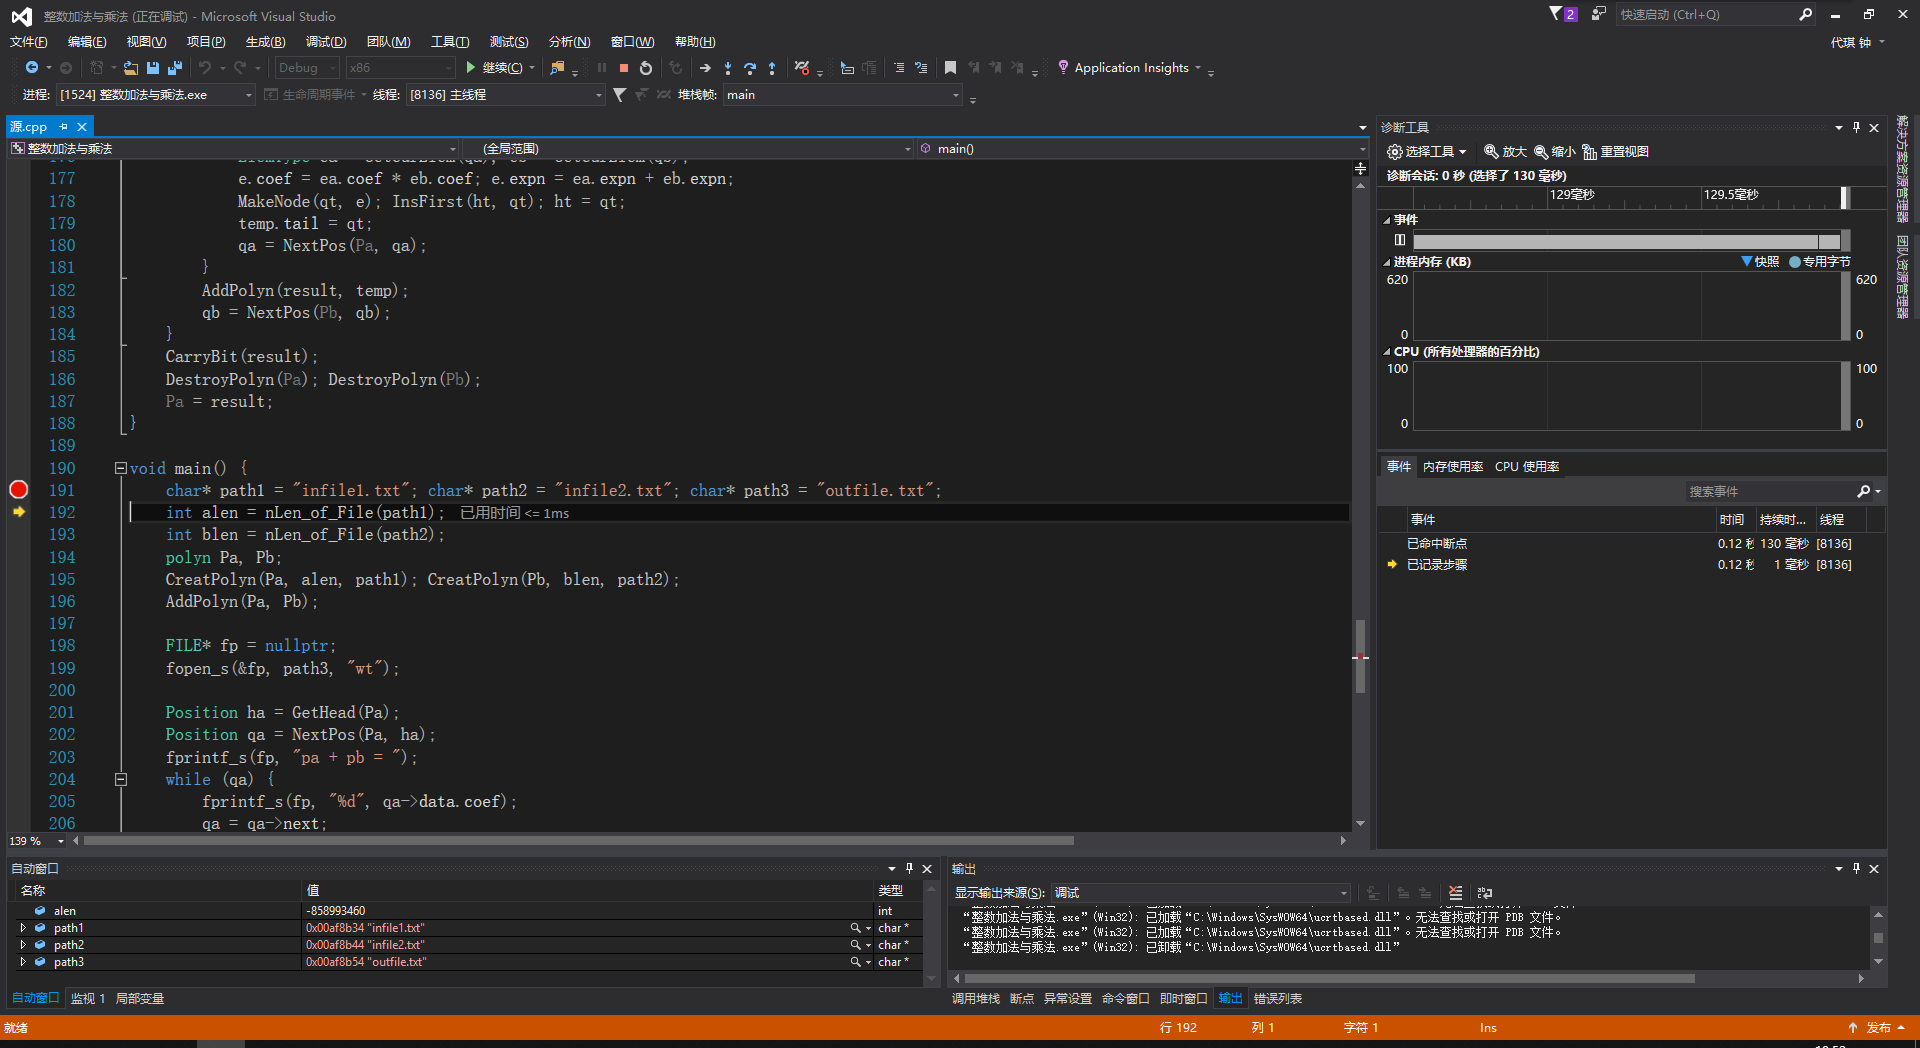 整数加法与乘法 (正在调试) - Microsoft Visual Studio
2
快速启动 (Ctrl+Q)
文件(F) 编辑(E) 视图(V) 项目(P) 生成(B) 调试(D) 团队(M) 工具(T) 测试(S) 分析(N) 窗口(W) 帮助(H)
代琪 钟
Debug x86 继续(C) Application Insights
进程: [1524] 整数加法与乘法.exe 生命周期事件 线程: [8136] 主线程 堆栈帧: main
源.cpp
整数加法与乘法 (全局范围) main()
177 e.coef = ea.coef * eb.coef; e.expn = ea.expn + eb.expn;
178 MakeNode(qt, e); InsFirst(ht, qt); ht = qt;
179 temp.tail = qt;
180 qa = NextPos(Pa, qa);
181 }
182 AddPolyn(result, temp);
183 qb = NextPos(Pb, qb);
184 }
185 CarryBit(result);
186 DestroyPolyn(Pa); DestroyPolyn(Pb);
187 Pa = result;
188 }
189
190 void main() {
191 char* path1 = "infile1.txt"; char* path2 = "infile2.txt"; char* path3 = "outfile.txt";
192 int alen = nLen_of_File(path1); 已用时间 <= 1ms
193 int blen = nLen_of_File(path2);
194 polyn Pa, Pb;
195 CreatPolyn(Pa, alen, path1); CreatPolyn(Pb, blen, path2);
196 AddPolyn(Pa, Pb);
197
198 FILE* fp = nullptr;
199 fopen_s(&fp, path3, "wt");
200
201 Position ha = GetHead(Pa);
202 Position qa = NextPos(Pa, ha);
203 fprintf_s(fp, "pa + pb = ");
204 while (qa) {
205 fprintf_s(fp, "%d", qa->data.coef);
206 qa = qa->next;
139 %
诊断工具
选择工具 放大 缩小 重置视图
诊断会话: 0 秒 (选择了 130 毫秒)
129毫秒 129.5毫秒
事件
进程内存 (KB) 快照 专用字节
620 620
0 0
CPU (所有处理器的百分比)
100 100
0 0
事件 内存使用率 CPU 使用率
搜索事件
事件 时间 持续时... 线程
已命中断点 0.12 秒 130 毫秒 [8136]
已记录步骤 0.12 秒 1 毫秒 [8136]
解决方案资源管理器
团队资源管理器
自动窗口
名称 值 类型
alen -858993460 int
path1 0x00af8b34 "infile1.txt" char *
path2 0x00af8b44 "infile2.txt" char *
path3 0x00af8b54 "outfile.txt" char *
自动窗口 监视 1 局部变量
输出
显示输出来源(S): 调试
“整数加法与乘法.exe”(Win32): 已加载“C:\Windows\SysWOW64\ucrtbased.dll”。无法查找或打开 PDB 文件。
“整数加法与乘法.exe”(Win32): 已加载“C:\Windows\SysWOW64\ucrtbased.dll”。无法查找或打开 PDB 文件。
“整数加法与乘法.exe”(Win32): 已卸载“C:\Windows\SysWOW64\ucrtbased.dll”
调用堆栈 断点 异常设置 命令窗口 即时窗口 输出 错误列表
就绪 行 192 列 1 字符 1 Ins 发布